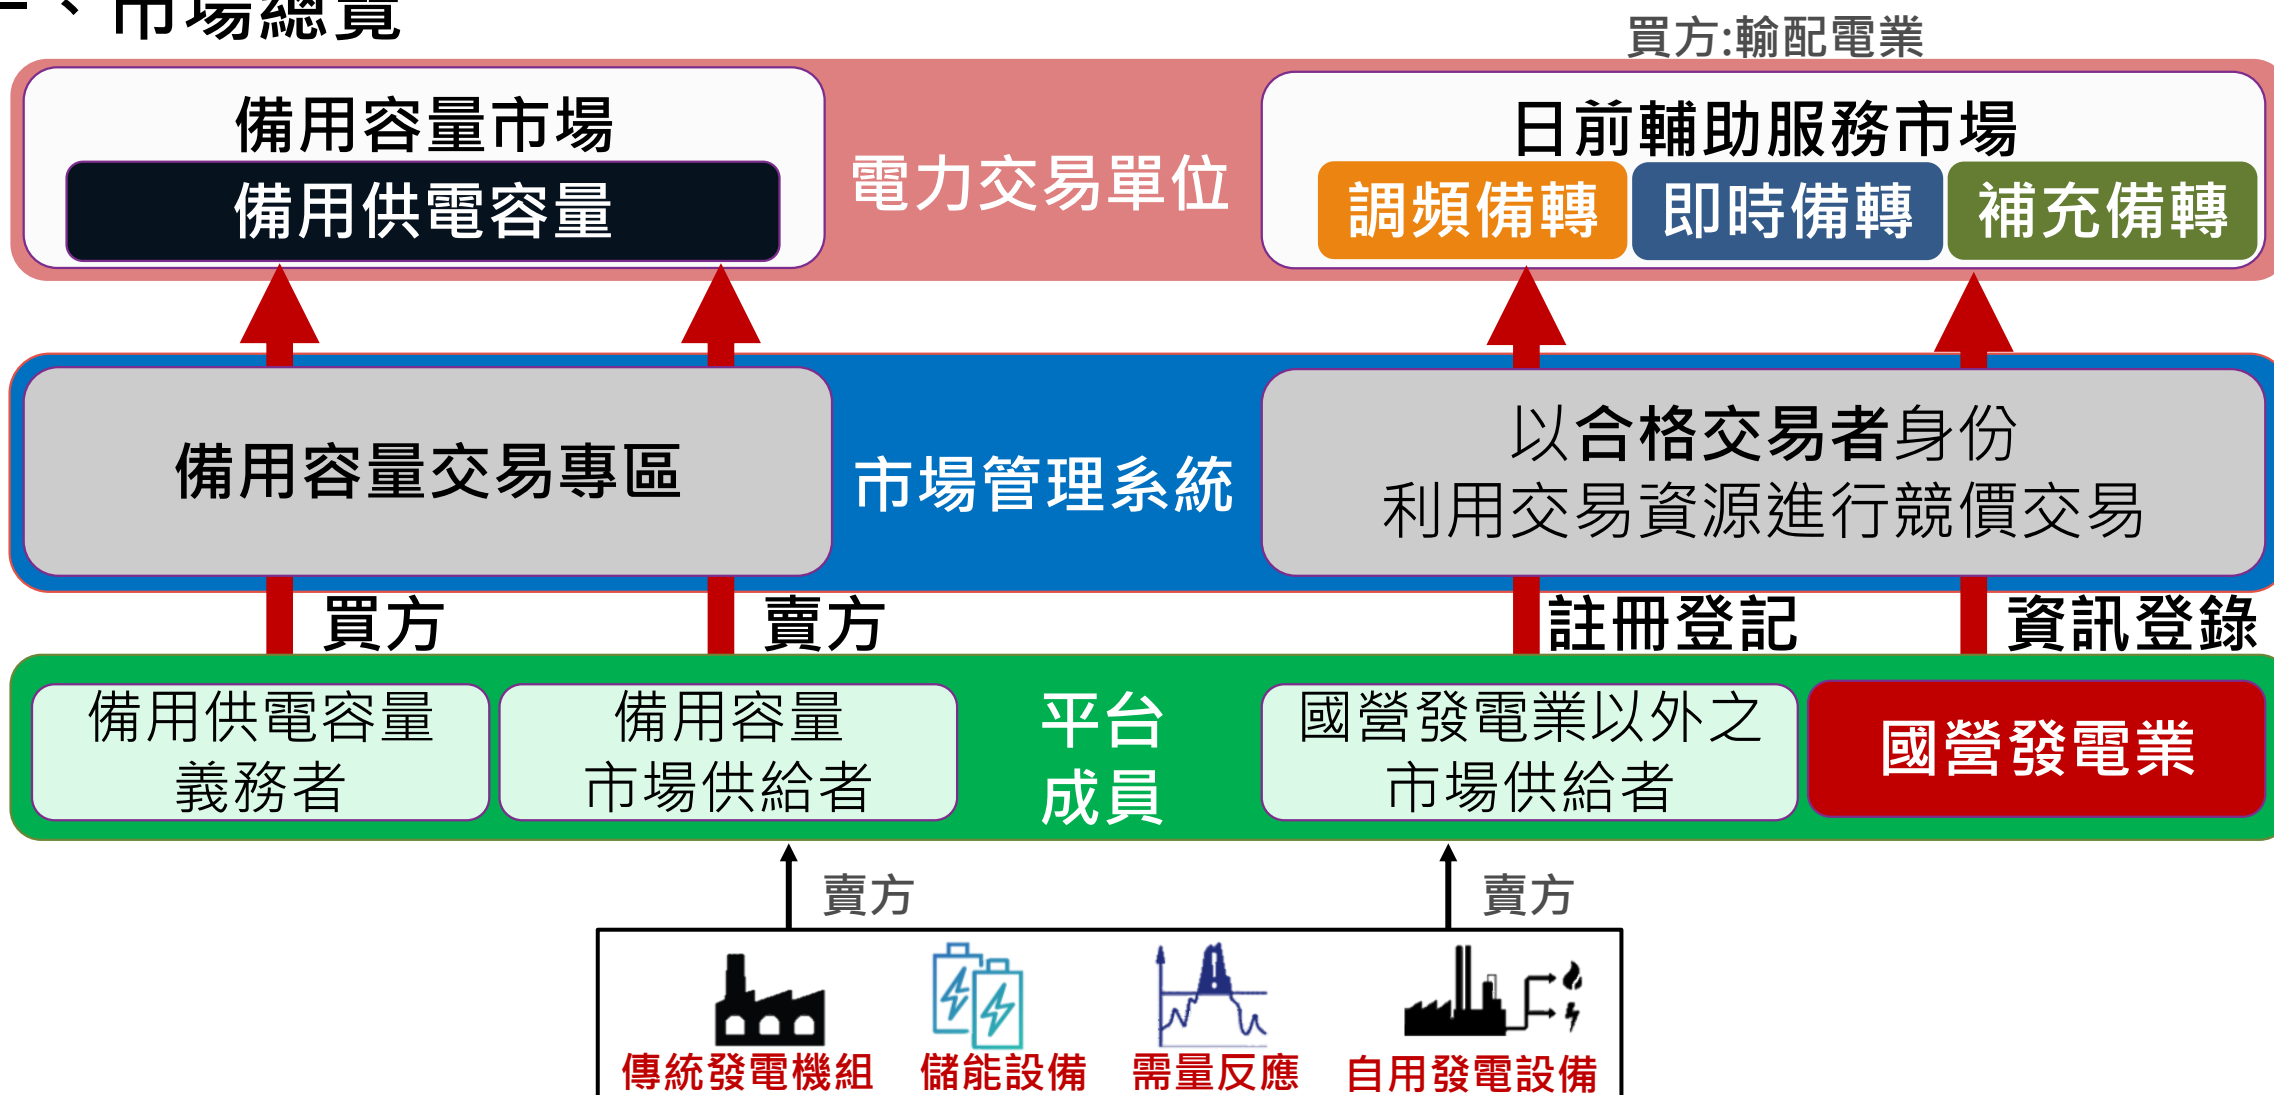 一、市場總覽
買方:輸配電業
備用容量市場
備用供電容量
電力交易單位
日前輔助服務市場
調頻備轉
即時備轉
補充備轉
備用容量交易專區
市場管理系統
以合格交易者身份
利用交易資源進行競價交易
買方
賣方
註冊登記
資訊登錄
備用供電容量
義務者
備用容量
市場供給者
平台
成員
國營發電業以外之
市場供給者
國營發電業
賣方
賣方
傳統發電機組
儲能設備
需量反應
自用發電設備